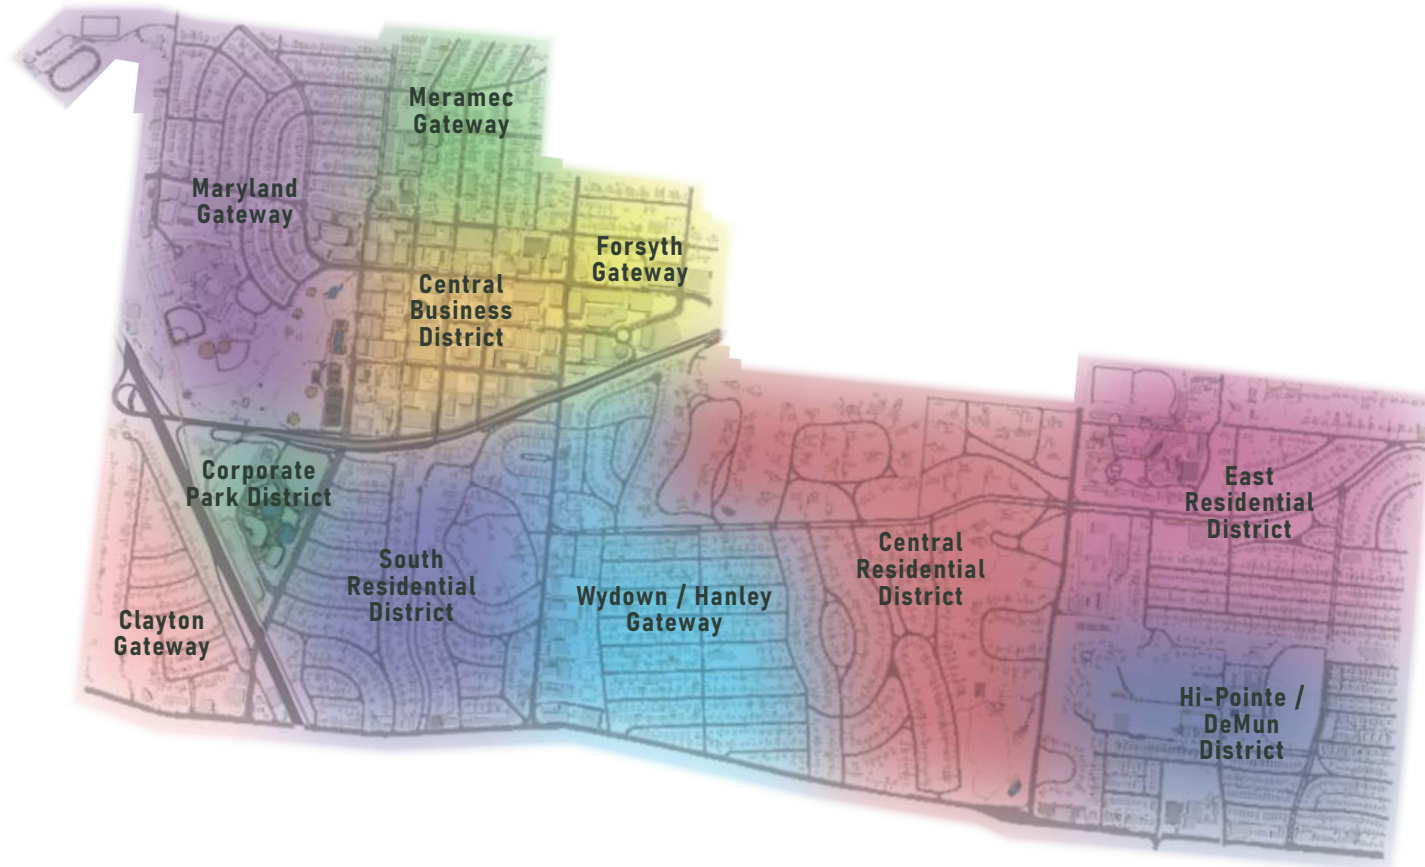 Meramec
Gateway
Maryland
Gateway
Forsyth
Gateway
Central
Business
District
Corporate
Park District
East
Residential
District
South
Residential
District
Central
Residential
District
Wydown / Hanley
Gateway
Clayton
Gateway
Hi-Pointe /
DeMun
District